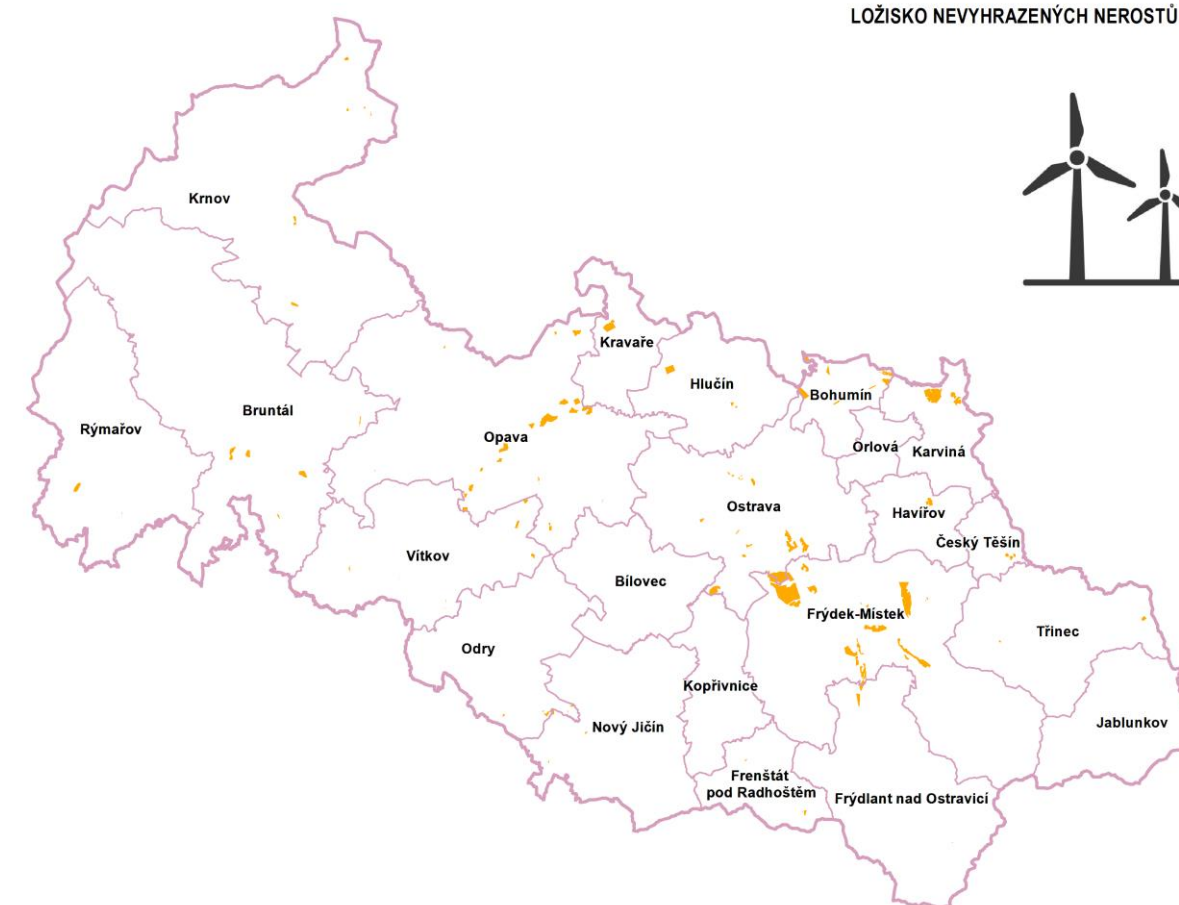 LOŽISKO NEVYHRAZENÝCH NEROSTŮ
Krnov
Kravaře
Hlučín
Bohumín
Bruntál
Rýmařov
Opava
Orlová
Karviná
Ostrava
Havířov
Český Těšín
Vítkov
Bílovec
Frýdek-Místek
Třinec
Odry
Kopřivnice
Nový Jičín
Jablunkov
Frenštát
pod Radhoštěm
Frýdlant nad Ostravicí